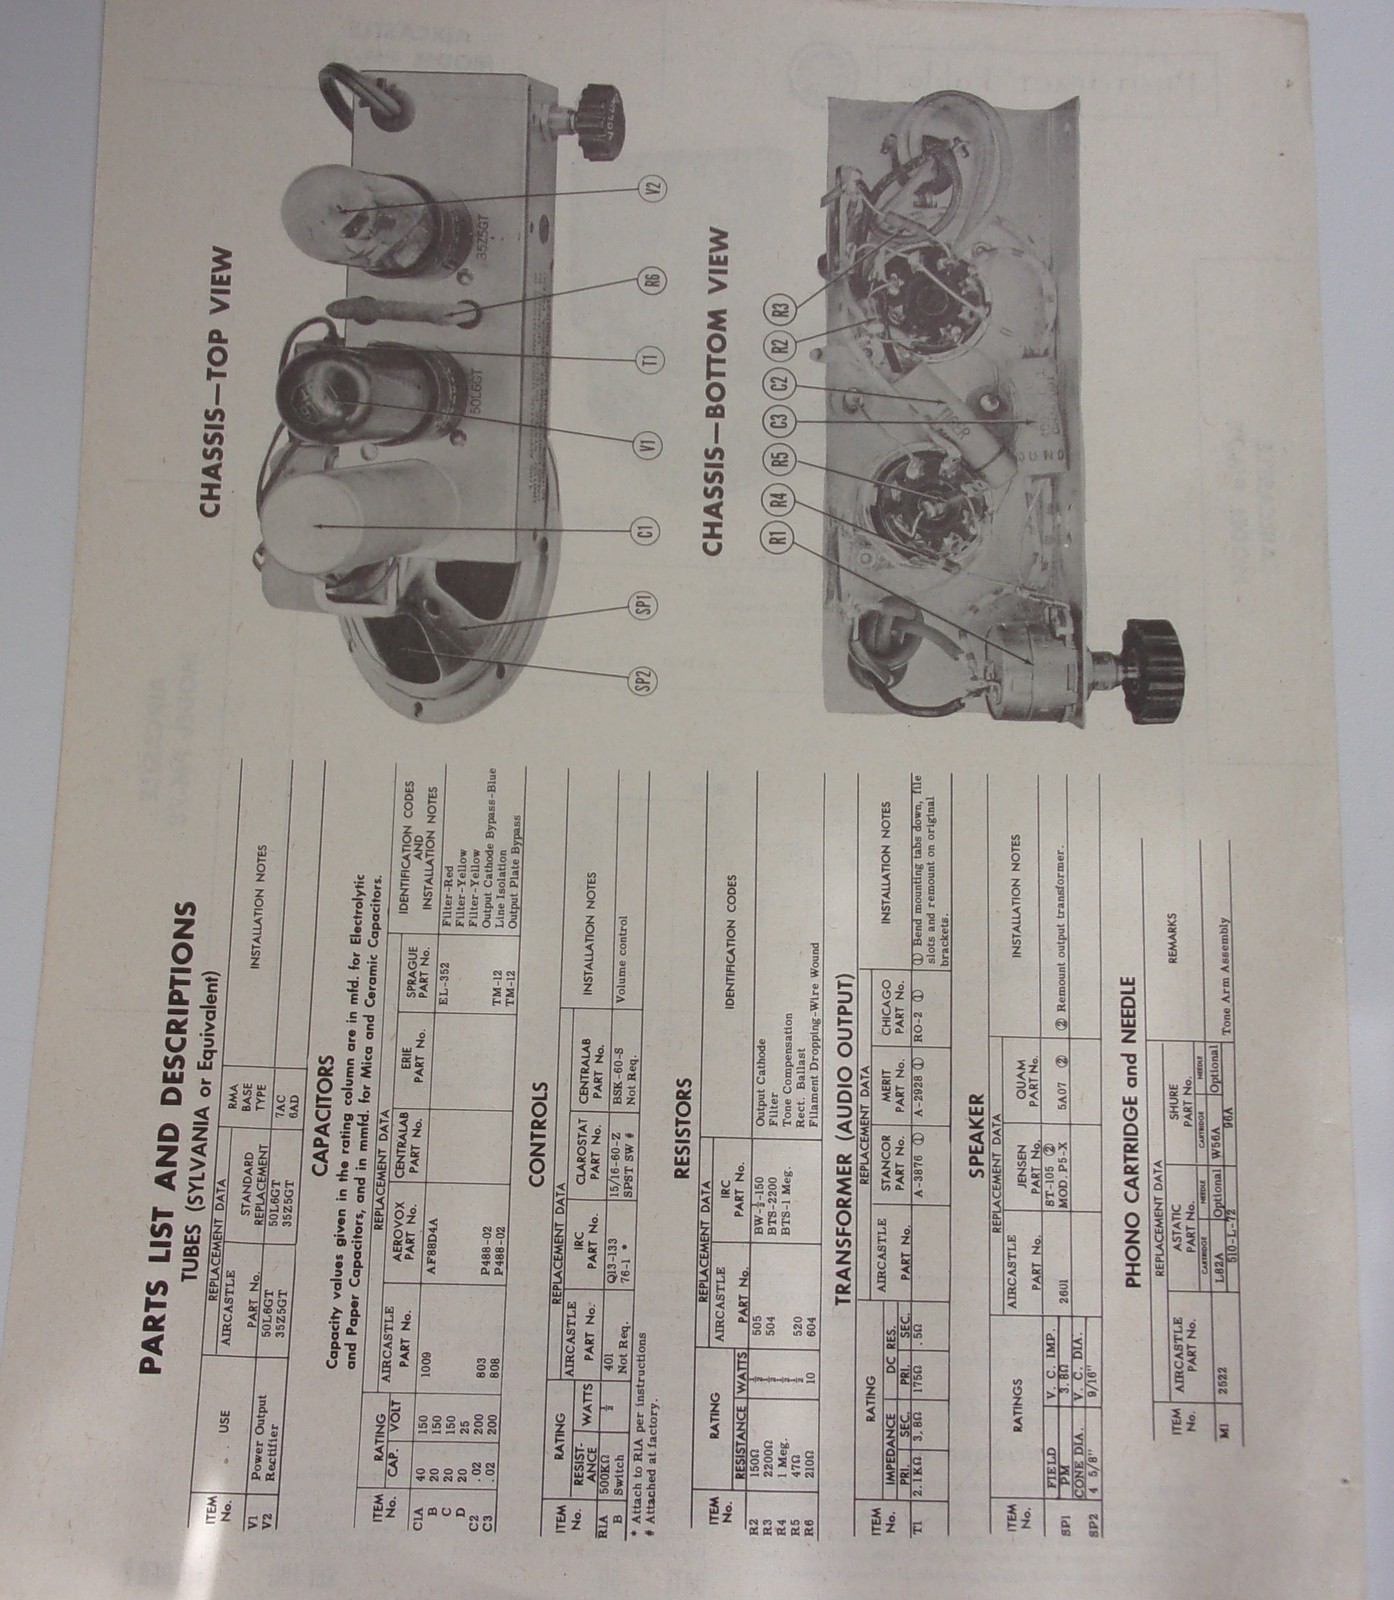 PARTS LIST AND DESCRIPTIONS
TUBES (SYLVANIA or Equivalent)
ITEM No. USE REPLACEMENT DATA INSTALLATION NOTES
AIRCASTLE PART No. STANDARD REPLACEMENT RMA BASE TYPE
V1 Power Output 50L6GT 50L6GT 7AC
V2 Rectifier 35Z5GT 35Z5GT 6AD
CAPACITORS
Capacity values given in the rating column are in mfd. for Electrolytic
and Paper Capacitors, and in mmfd. for Mica and Ceramic Capacitors.
ITEM No. RATING REPLACEMENT DATA IDENTIFICATION CODES AND INSTALLATION NOTES
CAP. VOLT AIRCASTLE PART No. AEROVOX PART No. CENTRALAB PART No. ERIE PART No. SPRAGUE PART No.
C1A 40 150 1009 AF88D4A EL-352 Filter-Red
B 20 150 Filter-Yellow
C 20 150 Filter-Yellow
D 20 25 Output Cathode Bypass-Blue
C2 .02 200 803 P488-02 TM-12 Line Isolation
C3 .02 200 808 P488-02 TM-12 Output Plate Bypass
CONTROLS
ITEM No. RATING REPLACEMENT DATA INSTALLATION NOTES
RESIST-ANCE WATTS AIRCASTLE PART No. IRC PART No. CLAROSTAT PART No. CENTRALAB PART No.
R1A 500KΩ ½ 401 Q13-133 15/16-60-Z BSK-60-S Volume control
B Switch Not Req. 76-1 * SPST SW # Not Req.
* Attach to R1A per instructions
# Attached at factory.
RESISTORS
ITEM No. RATING REPLACEMENT DATA IDENTIFICATION CODES
RESISTANCE WATTS AIRCASTLE PART No. IRC PART No.
R2 150Ω ½ 505 BW-½-150 Output Cathode
R3 2200Ω ½ 504 BTS-2200 Filter
R4 1 Meg. ½ BTS-1 Meg. Tone Compensation
R5 47Ω ½ 520 Rect. Ballast
R6 210Ω 10 604 Filament Dropping-Wire Wound
TRANSFORMER (AUDIO OUTPUT)
ITEM No. RATING REPLACEMENT DATA INSTALLATION NOTES
IMPEDANCE DC RES. AIRCASTLE PART No. STANCOR PART No. MERIT PART No. CHICAGO PART No.
PRI. SEC. PRI. SEC.
T1 2.1KΩ 3.8Ω 175Ω .5Ω A-3876 ① A-2928 ① RO-2 ① ① Bend mounting tabs down, file
slots and remount on original
brackets.
SPEAKER
ITEM No. RATINGS REPLACEMENT DATA INSTALLATION NOTES
AIRCASTLE PART No. JENSEN PART No. QUAM PART No.
FIELD V. C. IMP.
SP1 PM 3.8Ω 2601 ST-105 ② 5A07 ② ② Remount output transformer.
CONE DIA. V. C. DIA. MOD. P5-X
SP2 4 5/8" 9/16"
PHONO CARTRIDGE and NEEDLE
ITEM No. AIRCASTLE PART No. REPLACEMENT DATA REMARKS
ASTATIC PART No. SHURE PART No.
CARTRIDGE NEEDLE CARTRIDGE NEEDLE
M1 2522 L82A Optional W56A Optional Tone Arm Assembly
510-L-72 96A
CHASSIS—TOP VIEW
35Z5GT
50L6GT
SP2
SP1
C1
V1
T1
R6
V2
CHASSIS—BOTTOM VIEW
R1
R4
R5
C3
C2
R2
R3